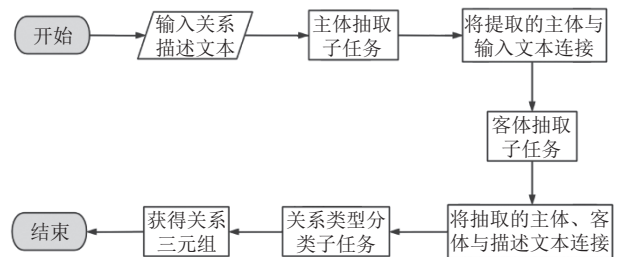 开始
输入关系
描述文本
主体抽取
子任务
将提取的主体与
输入文本连接
客体抽取
子任务
将抽取的主体、客
体与描述文本连接
关系类型分
类子任务
获得关系
三元组
结束